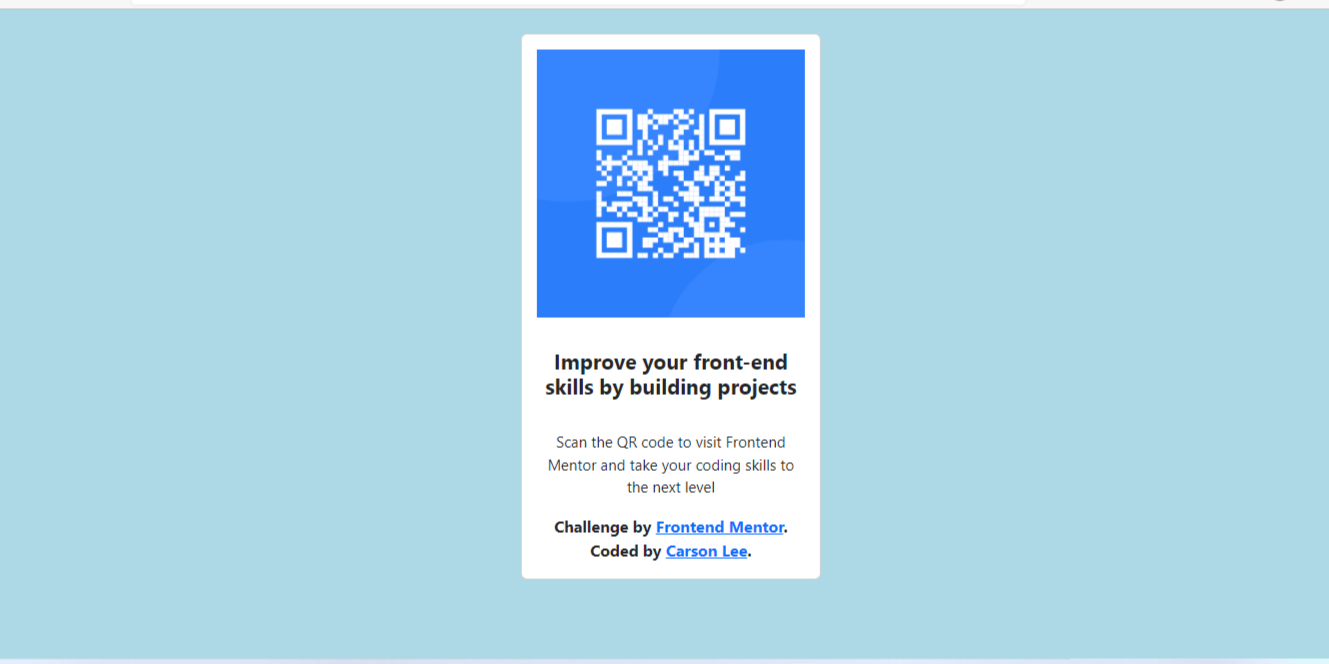 Improve your front-end
skills by building projects
Scan the QR code to visit Frontend
Mentor and take your coding skills to
the next level
Challenge by Frontend Mentor.
Coded by Carson Lee.